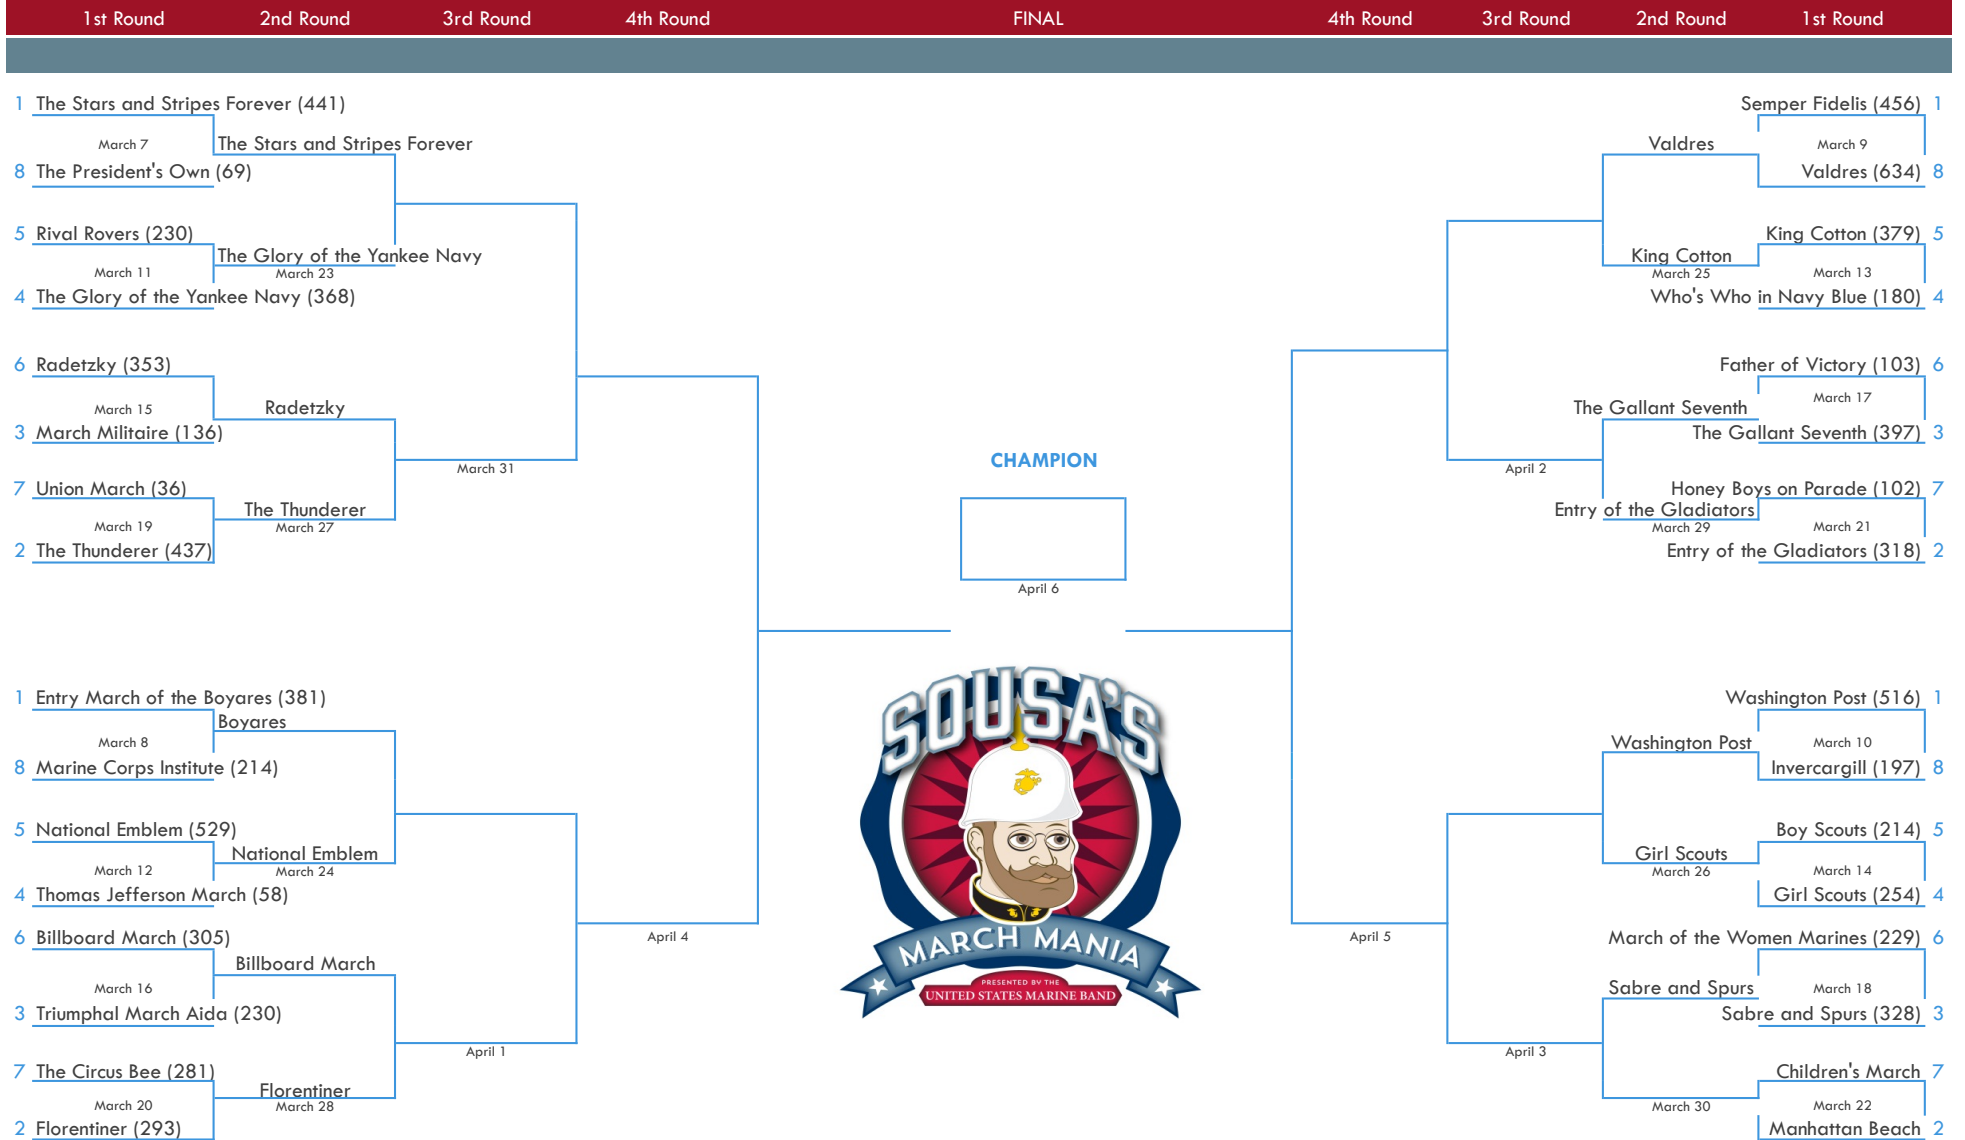 1st Round 2nd Round 3rd Round 4th Round FINAL 4th Round 3rd Round 2nd Round 1st Round
1 The Stars and Stripes Forever (441)
March 7
The Stars and Stripes Forever
8 The President's Own (69)
5 Rival Rovers (230)
The Glory of the Yankee Navy
March 11
March 23
4 The Glory of the Yankee Navy (368)
6 Radetzky (353)
March 15
Radetzky
3 March Militaire (136)
March 31
7 Union March (36)
The Thunderer
March 19
March 27
2 The Thunderer (437)
1 Entry March of the Boyares (381)
Boyares
March 8
8 Marine Corps Institute (214)
5 National Emblem (529)
National Emblem
March 12
March 24
4 Thomas Jefferson March (58)
April 4
6 Billboard March (305)
Billboard March
March 16
3 Triumphal March Aida (230)
April 1
7 The Circus Bee (281)
Florentiner
March 20
March 28
2 Florentiner (293)
CHAMPION
April 6
SOUSA'S
MARCH MANIA
PRESENTED BY THE
UNITED STATES MARINE BAND
Semper Fidelis (456) 1
Valdres
March 9
Valdres (634) 8
King Cotton (379) 5
King Cotton
March 25
March 13
Who's Who in Navy Blue (180) 4
Father of Victory (103) 6
March 17
The Gallant Seventh
The Gallant Seventh (397) 3
April 2
Honey Boys on Parade (102) 7
Entry of the Gladiators
March 29
March 21
Entry of the Gladiators (318) 2
Washington Post (516) 1
Washington Post
March 10
Invercargill (197) 8
Boy Scouts (214) 5
Girl Scouts
March 26
March 14
Girl Scouts (254) 4
April 5
March of the Women Marines (229) 6
Sabre and Spurs
March 18
Sabre and Spurs (328) 3
April 3
Children's March 7
March 30
March 22
Manhattan Beach 2